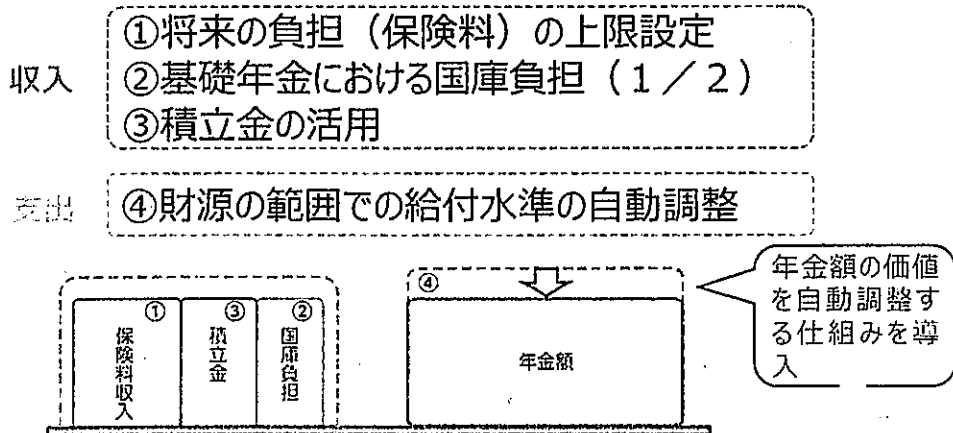 ①将来の負担（保険料）の上限設定
収入
②基礎年金における国庫負担（１／２）
③積立金の活用
支出
④財源の範囲での給付水準の自動調整
年金額の価値
を自動調整す
る仕組みを導
入
①
保険料収入
③
積立金
②
国庫負担
④
年金額